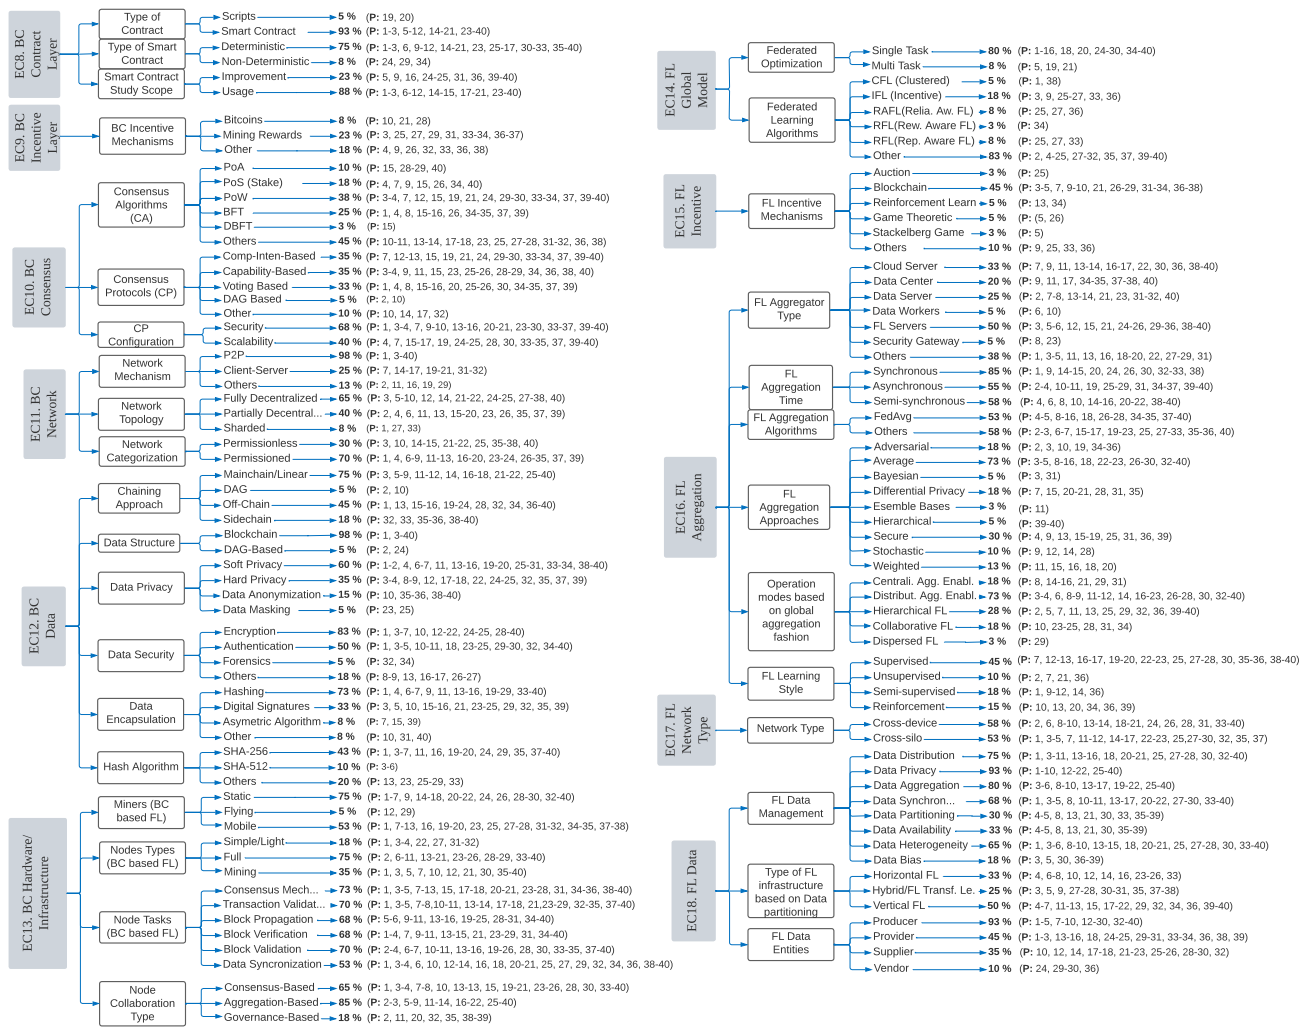 EC8. BC
Contract
Layer
Type of
Contract
Scripts 5 % (P: 19, 20)
Smart Contract 93 % (P: 1-3, 5-12, 14-21, 23-40)
Type of Smart
Contract
Deterministic 75 % (P: 1-3, 6, 9-12, 14-21, 23, 25-17, 30-33, 35-40)
Non-Deterministic 8 % (P: 24, 29, 34)
Smart Contract
Study Scope
Improvement 23 % (P: 5, 9, 16, 24-25, 31, 36, 39-40)
Usage 88 % (P: 1-3, 6-12, 14-15, 17-21, 23-40)
EC9. BC
Incentive
Layer
BC Incentive
Mechanisms
Bitcoins 8 % (P: 10, 21, 28)
Mining Rewards 23 % (P: 3, 25, 27, 29, 31, 33-34, 36-37)
Other 18 % (P: 4, 9, 26, 32, 33, 36, 38)
EC10. BC
Consensus
Consensus
Algorithms
(CA)
PoA 10 % (P: 15, 28-29, 40)
PoS (Stake) 18 % (P: 4, 7, 9, 15, 26, 34, 40)
PoW 38 % (P: 3-4, 7, 12, 15, 19, 21, 24, 29-30, 33-34, 37, 39-40)
BFT 25 % (P: 1, 4, 8, 15-16, 26, 34-35, 37, 39)
DBFT 3 % (P: 15)
Others 45 % (P: 10-11, 13-14, 17-18, 23, 25, 27-28, 31-32, 36, 38)
Consensus
Protocols (CP)
Comp-Inten-Based 35 % (P: 7, 12-13, 15, 19, 21, 24, 29-30, 33-34, 37, 39-40)
Capability-Based 35 % (P: 3-4, 9, 11, 15, 23, 25-26, 28-29, 34, 36, 38, 40)
Voting Based 33 % (P: 1, 4, 8, 15-16, 20, 25-26, 30, 34-35, 37, 39)
DAG Based 5 % (P: 2, 10)
Other 10 % (P: 10, 14, 17, 32)
CP
Configuration
Security 68 % (P: 1, 3-4, 7, 9-10, 13-16, 20-21, 23-30, 33-37, 39-40)
Scalability 40 % (P: 4, 7, 15-17, 19, 24-25, 28, 30, 33-35, 37, 39-40)
EC11. BC
Network
Network
Mechanism
P2P 98 % (P: 1, 3-40)
Client-Server 25 % (P: 7, 14-17, 19-21, 31-32)
Others 13 % (P: 2, 11, 16, 19, 29)
Network
Topology
Fully Decentralized 65 % (P: 3, 5-10, 12, 14, 21-22, 24-25, 27-38, 40)
Partially Decentral... 40 % (P: 2, 4, 6, 11, 13, 15-20, 23, 26, 35, 37, 39)
Sharded 8 % (P: 1, 27, 33)
Network
Categorization
Permissionless 30 % (P: 3, 10, 14-15, 21-22, 25, 35-38, 40)
Permissioned 70 % (P: 1, 4, 6-9, 11-13, 16-20, 23-24, 26-35, 37, 39)
EC12. BC
Data
Chaining
Approach
Mainchain/Linear 75 % (P: 3, 5-9, 11-12, 14, 16-18, 21-22, 25-40)
DAG 5 % (P: 2, 10)
Off-Chain 45 % (P: 1, 13, 15-16, 19-24, 28, 32, 34, 36-40)
Sidechain 18 % (P: 32, 33, 35-36, 38-40)
Data Structure
Blockchain 98 % (P: 1, 3-40)
DAG-Based 5 % (P: 2, 24)
Data Privacy
Soft Privacy 60 % (P: 1-2, 4, 6-7, 11, 13-16, 19-20, 25-31, 33-34, 38-40)
Hard Privacy 35 % (P: 3-4, 8-9, 12, 17-18, 22, 24-25, 32, 35, 37, 39)
Data Anonymization 15 % (P: 10, 35-36, 38-40)
Data Masking 5 % (P: 23, 25)
Data Security
Encryption 83 % (P: 1, 3-7, 10, 12-22, 24-25, 28-40)
Authentication 50 % (P: 1, 3-5, 10-11, 18, 23-25, 29-30, 32, 34-40)
Forensics 5 % (P: 32, 34)
Others 18 % (P: 8-9, 13, 16-17, 26-27)
Data
Encapsulation
Hashing 73 % (P: 1, 4, 6-7, 9, 11, 13-16, 19-29, 33-40)
Digital Signatures 33 % (P: 3, 5, 10, 15-16, 21, 23-25, 29, 32, 35, 39)
Asymetric Algorithm 8 % (P: 7, 15, 39)
Other 8 % (P: 10, 31, 40)
Hash Algorithm
SHA-256 43 % (P: 1, 3-7, 11, 16, 19-20, 24, 29, 35, 37-40)
SHA-512 10 % (P: 3-6)
Others 20 % (P: 13, 23, 25-29, 33)
EC13. BC Hardware/
Infrastructure
Miners (BC
based FL)
Static 75 % (P: 1-7, 9, 14-18, 20-22, 24, 26, 28-30, 32-40)
Flying 5 % (P: 12, 29)
Mobile 53 % (P: 1, 7-13, 16, 19-20, 23, 25, 27-28, 31-32, 34-35, 37-38)
Nodes Types
(BC based FL)
Simple/Light 18 % (P: 1, 3-4, 22, 27, 31-32)
Full 75 % (P: 2, 6-11, 13-21, 23-26, 28-29, 33-40)
Mining 35 % (P: 1, 3, 5, 7, 10, 12, 21, 30, 35-40)
Node Tasks
(BC based FL)
Consensus Mech... 73 % (P: 1, 3-5, 7-13, 15, 17-18, 20-21, 23-28, 31, 34-36, 38-40)
Transaction Validat... 70 % (P: 1, 3-5, 7-8,10-11, 13-14, 17-18, 21,23-29, 32-35, 37-40)
Block Propagation 68 % (P: 5-6, 9-11, 13-16, 19-25, 28-31, 34-40)
Block Verification 68 % (P: 1-4, 7, 9-11, 13-15, 21, 23-29, 31, 34-40)
Block Validation 70 % (P: 2-4, 6-7, 10-11, 13-16, 19-26, 28, 30, 33-35, 37-40)
Data Syncronization 53 % (P: 1, 3-4, 6, 10, 12-14, 16, 18, 20-21, 25, 27, 29, 32, 34, 36, 38-40)
Node
Collaboration
Type
Consensus-Based 65 % (P: 1, 3-4, 7-8, 10, 13-13, 15, 19-21, 23-26, 28, 30, 33-40)
Aggregation-Based 85 % (P: 2-3, 5-9, 11-14, 16-22, 25-40)
Governance-Based 18 % (P: 2, 11, 20, 32, 35, 38-39)
EC14. FL
Global
Model
Federated
Optimization
Single Task 80 % (P: 1-16, 18, 20, 24-30, 34-40)
Multi Task 8 % (P: 5, 19, 21)
Federated
Learning
Algorithms
CFL (Clustered) 5 % (P: 1, 38)
IFL (Incentive) 18 % (P: 3, 9, 25-27, 33, 36)
RAFL(Relia. Aw. FL) 8 % (P: 25, 27, 36)
RFL(Rew. Aware FL) 3 % (P: 34)
RFL(Rep. Aware FL) 8 % (P: 25, 27, 33)
Other 83 % (P: 2, 4-25, 27-32, 35, 37, 39-40)
EC15. FL
Incentive
FL Incentive
Mechanisms
Auction 3 % (P: 25)
Blockchain 45 % (P: 3-5, 7, 9-10, 21, 26-29, 31-34, 36-38)
Reinforcement Learn 5 % (P: 13, 34)
Game Theoretic 5 % (P: (5, 26)
Stackelberg Game 3 % (P: 5)
Others 10 % (P: 9, 25, 33, 36)
EC16. FL
Aggregation
FL Aggregator
Type
Cloud Server 33 % (P: 7, 9, 11, 13-14, 16-17, 22, 30, 36, 38-40)
Data Center 20 % (P: 9, 11, 17, 34-35, 37-38, 40)
Data Server 25 % (P: 2, 7-8, 13-14, 21, 23, 31-32, 40)
Data Workers 5 % (P: 6, 10)
FL Servers 50 % (P: 3, 5-6, 12, 15, 21, 24-26, 29-36, 38-40)
Security Gateway 5 % (P: 8, 23)
Others 38 % (P: 1, 3-5, 11, 13, 16, 18-20, 22, 27-29, 31)
FL
Aggregation
Time
Synchronous 85 % (P: 1, 9, 14-15, 20, 24, 26, 30, 32-33, 38)
Asynchronous 55 % (P: 2-4, 10-11, 19, 25-29, 31, 34-37, 39-40)
Semi-synchronous 58 % (P: 4, 6, 8, 10, 14-16, 20-22, 38-40)
FL Aggregation
Algorithms
FedAvg 53 % (P: 4-5, 8-16, 18, 26-28, 34-35, 37-40)
Others 58 % (P: 2-3, 6-7, 15-17, 19-23, 25, 27-33, 35-36, 40)
FL
Aggregation
Approaches
Adversarial 18 % (P: 2, 3, 10, 19, 34-36)
Average 73 % (P: 3-5, 8-16, 18, 22-23, 26-30, 32-40)
Bayesian 5 % (P: 3, 31)
Differential Privacy 18 % (P: 7, 15, 20-21, 28, 31, 35)
Esemble Bases 3 % (P: 11)
Hierarchical 5 % (P: 39-40)
Secure 30 % (P: 4, 9, 13, 15-19, 25, 31, 36, 39)
Stochastic 10 % (P: 9, 12, 14, 28)
Weighted 13 % (P: 11, 15, 16, 18, 20)
Operation
modes based
on global
aggregation
fashion
Centrali. Agg. Enabl. 18 % (P: 8, 14-16, 21, 29, 31)
Distribut. Agg. Enabl. 73 % (P: 3-4, 6, 8-9, 11-12, 14, 16-23, 26-28, 30, 32-40)
Hierarchical FL 28 % (P: 2, 5, 7, 11, 13, 25, 29, 32, 36, 39-40)
Collaborative FL 18 % (P: 10, 23-25, 28, 31, 34)
Dispersed FL 3 % (P: 29)
FL Learning
Style
Supervised 45 % (P: 7, 12-13, 16-17, 19-20, 22-23, 25, 27-28, 30, 35-36, 38-40)
Unsupervised 10 % (P: 2, 7, 21, 36)
Semi-supervised 18 % (P: 1, 9-12, 14, 36)
Reinforcement 15 % (P: 10, 13, 20, 34, 36, 39)
EC17. FL
Network
Type
Network Type
Cross-device 58 % (P: 2, 6, 8-10, 13-14, 18-21, 24, 26, 28, 31, 33-40)
Cross-silo 53 % (P: 1, 3-5, 7, 11-12, 14-17, 22-23, 25,27-30, 32, 35, 37)
EC18. FL Data
FL Data
Management
Data Distribution 75 % (P: 1, 3-11, 13-16, 18, 20-21, 25, 27-28, 30, 32-40)
Data Privacy 93 % (P: 1-10, 12-22, 25-40)
Data Aggregation 80 % (P: 3-6, 8-10, 13-17, 19-22, 25-40)
Data Synchron... 68 % (P: 1, 3-5, 8, 10-11, 13-17, 20-22, 27-30, 33-40)
Data Partitioning 30 % (P: 4-5, 8, 13, 21, 30, 33, 35-39)
Data Availability 33 % (P: 4-5, 8, 13, 21, 30, 35-39)
Data Heterogeneity 65 % (P: 1, 3-6, 8-10, 13-15, 18, 20-21, 25, 27-28, 30, 33-40)
Data Bias 18 % (P: 3, 5, 30, 36-39)
Type of FL
infrastructure
based on Data
partitioning
Horizontal FL 33 % (P: 4, 6-8, 10, 12, 14, 16, 23-26, 33)
Hybrid/FL Transf. Le. 25 % (P: 3, 5, 9, 27-28, 30-31, 35, 37-38)
Vertical FL 50 % (P: 4-7, 11-13, 15, 17-22, 29, 32, 34, 36, 39-40)
FL Data
Entities
Producer 93 % (P: 1-5, 7-10, 12-30, 32-40)
Provider 45 % (P: 1-3, 13-16, 18, 24-25, 29-31, 33-34, 36, 38, 39)
Supplier 35 % (P: 10, 12, 14, 17-18, 21-23, 25-26, 28-30, 32)
Vendor 10 % (P: 24, 29-30, 36)